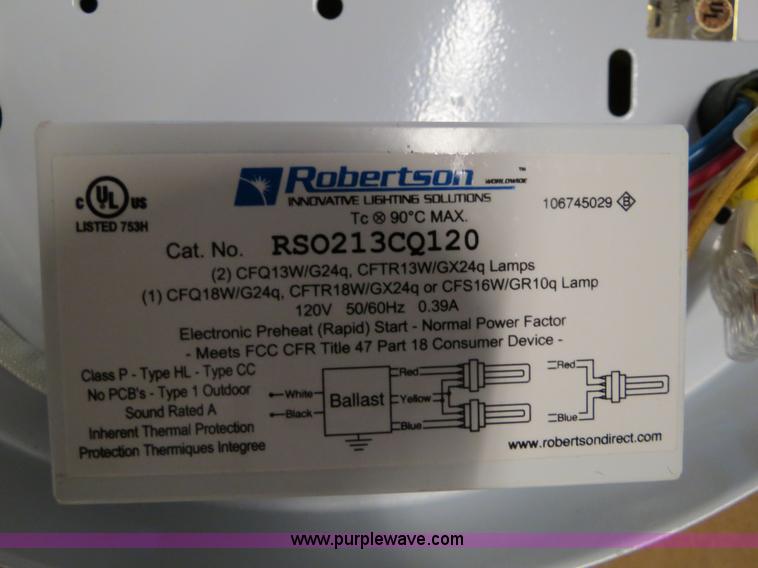 UL
Robertson
WORLDWIDE
™
INNOVATIVE LIGHTING SOLUTIONS
C UL US
LISTED 753H
106745029
Tc ⊗ 90°C MAX.
Cat. No. RSO213CQ120
(2) CFQ13W/G24q, CFTR13W/GX24q Lamps
(1) CFQ18W/G24q, CFTR18W/GX24q or CFS16W/GR10q Lamp
120V 50/60Hz 0.39A
Electronic Preheat (Rapid) Start - Normal Power Factor
- Meets FCC CFR Title 47 Part 18 Consumer Device -
Class P - Type HL - Type CC
No PCB's - Type 1 Outdoor
Sound Rated A
Inherent Thermal Protection
Protection Thermiques Integree
White
Black
Ballast
Red
Yellow
Blue
Red
Blue
www.robertsondirect.com
www.purplewave.com